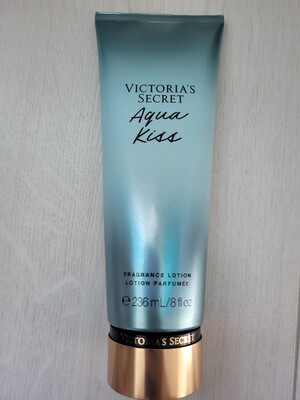 VICTORIA'S
SECRET
Aqua
Kiss
FRAGRANCE LOTION
LOTION PARFUMÉE
℮236 mL/8 fl oz
VICTORIA'S SECRET